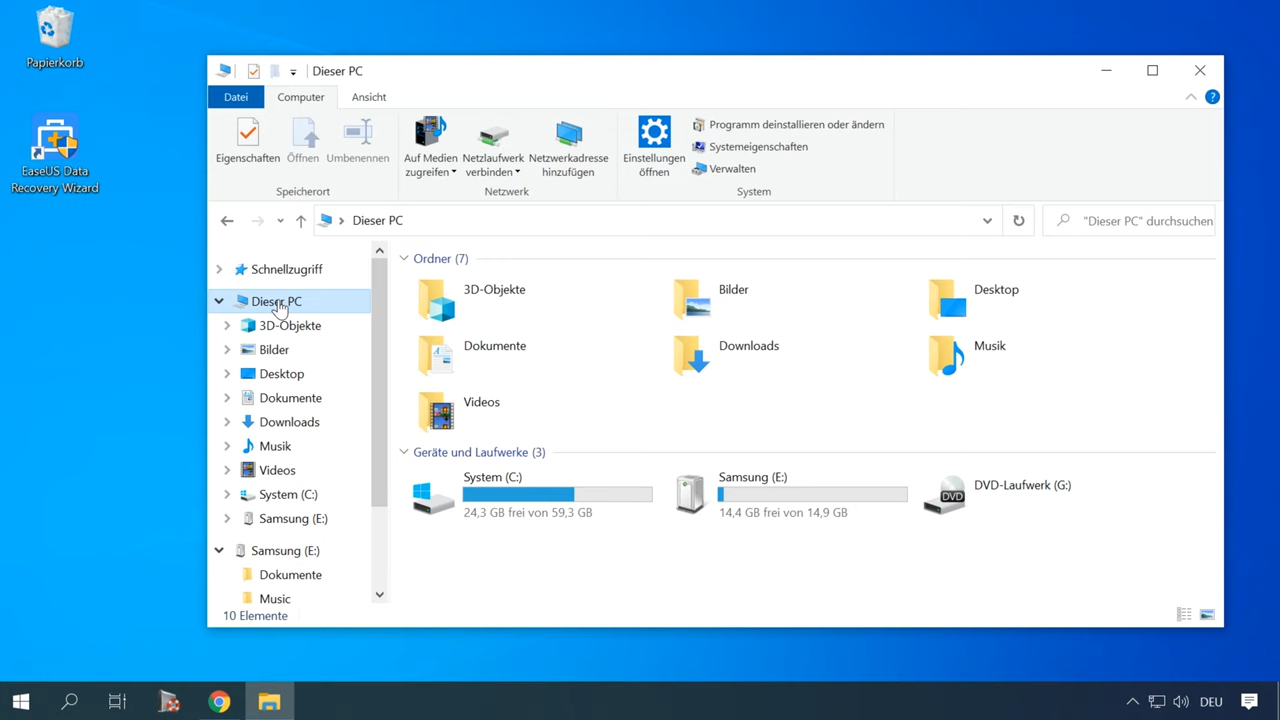 Papierkorb
EaseUS Data
Recovery Wizard
Dieser PC
Datei
Computer
Ansicht
Eigenschaften
Öffnen
Umbenennen
Speicherort
Auf Medien
zugreifen
Netzlaufwerk
verbinden
Netzwerkadresse
hinzufügen
Netzwerk
Einstellungen
öffnen
Programm deinstallieren oder ändern
Systemeigenschaften
Verwalten
System
Dieser PC
"Dieser PC" durchsuchen
Schnellzugriff
Dieser PC
3D-Objekte
Bilder
Desktop
Dokumente
Downloads
Musik
Videos
System (C:)
Samsung (E:)
Samsung (E:)
Dokumente
Music
Ordner (7)
3D-Objekte
Bilder
Desktop
Dokumente
Downloads
Musik
Videos
Geräte und Laufwerke (3)
System (C:)
24,3 GB frei von 59,3 GB
Samsung (E:)
14,4 GB frei von 14,9 GB
DVD
DVD-Laufwerk (G:)
10 Elemente
DEU